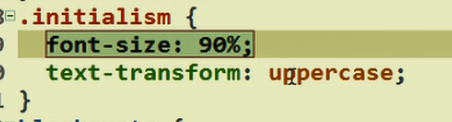 .initialism {
font-size: 90%;
text-transform: uppercase;
}